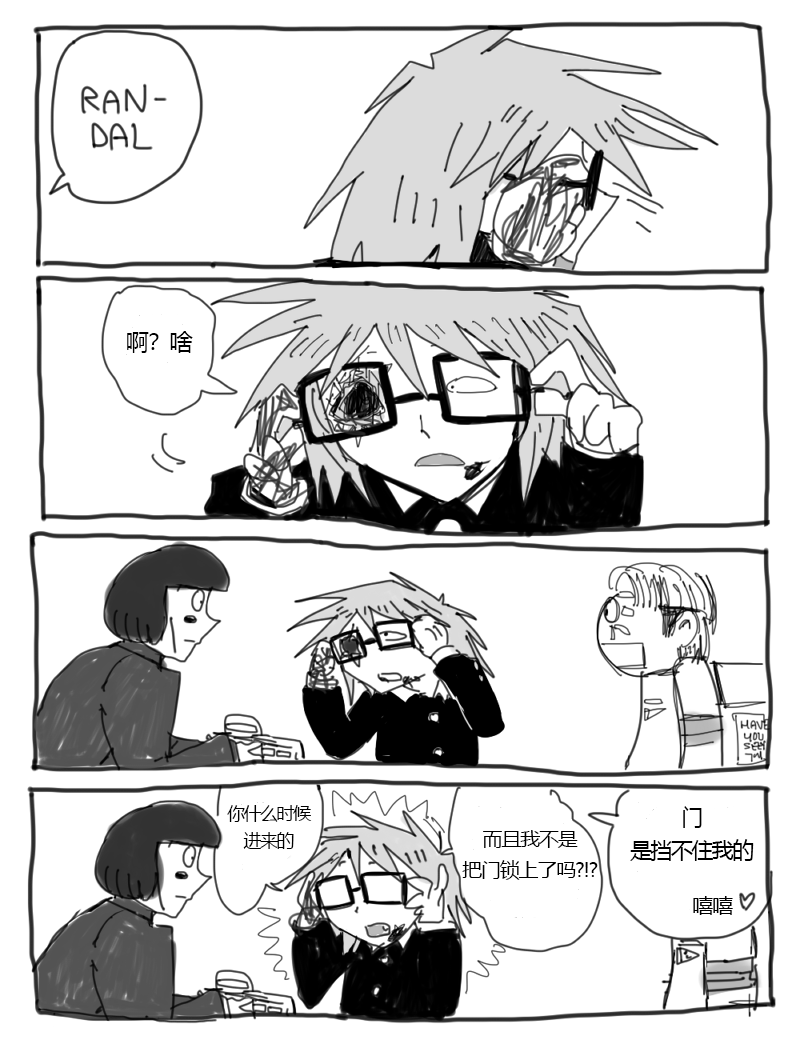 RAN-
DAL
啊？啥
HAVE
YOU
SEEN
你什么时候
进来的
而且我不是
把门锁上了吗?!?
门
是挡不住我的
嘻嘻